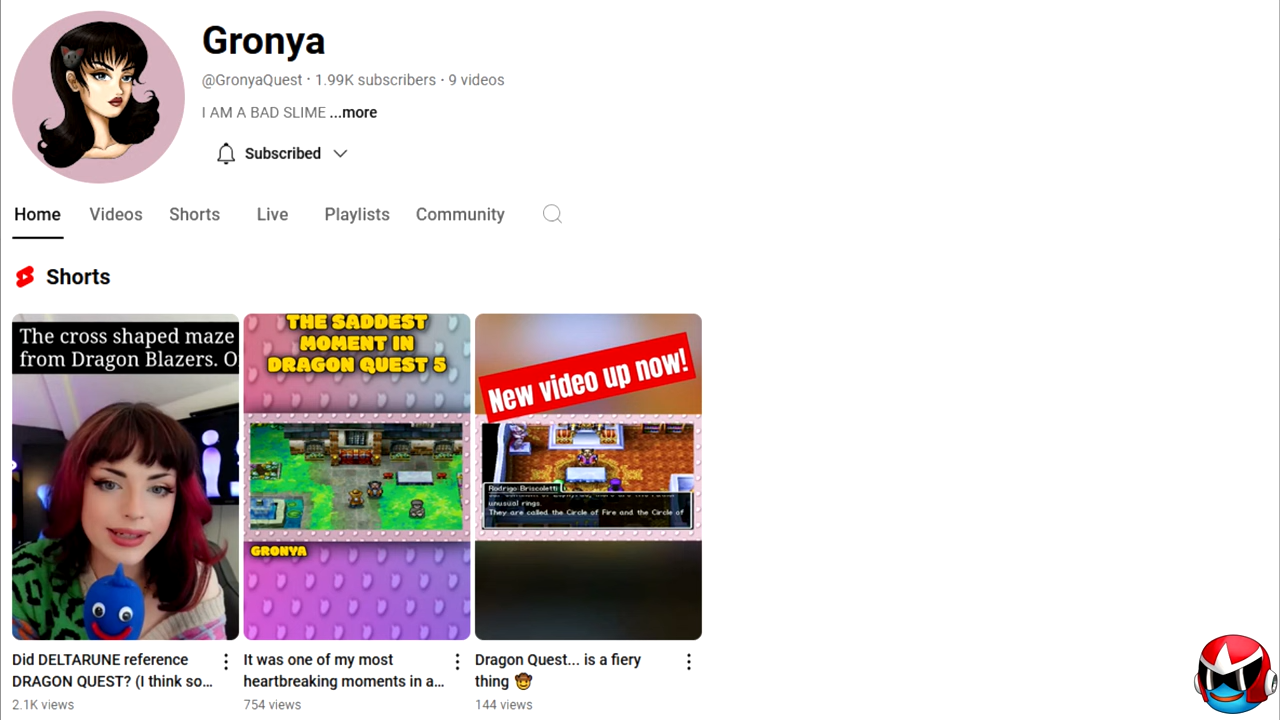 Gronya
@GronyaQuest · 1.99K subscribers · 9 videos
I AM A BAD SLIME ...more
Subscribed
Home Videos Shorts Live Playlists Community
Shorts
The cross shaped maze
from Dragon Blazers. O
THE SADDEST
MOMENT IN
DRAGON QUEST 5
GRONYA
New video up now!
Rodrigo Briscoletti
unusual rings.
They are called the Circle of Fire and the Circle of
Did DELTARUNE reference
DRAGON QUEST? (I think so...
2.1K views
It was one of my most
heartbreaking moments in a...
754 views
Dragon Quest... is a fiery
thing 🤠
144 views